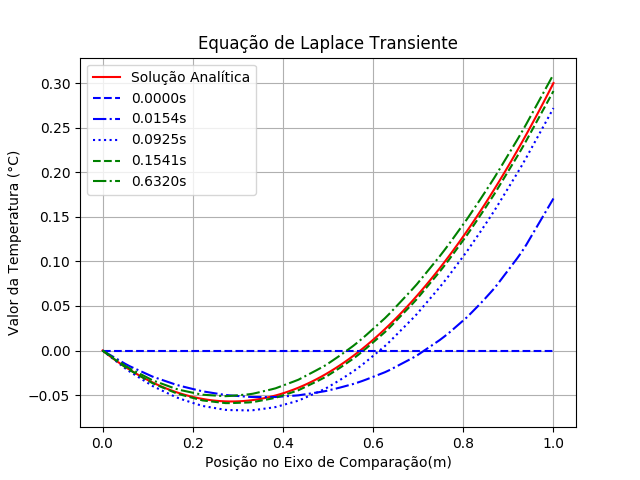 Equação de Laplace Transiente
Solução Analítica
0.0000s
0.0154s
0.0925s
0.1541s
0.6320s
Valor da Temperatura (°C)
0.30
0.25
0.20
0.15
0.10
0.05
0.00
−0.05
0.0 0.2 0.4 0.6 0.8 1.0
Posição no Eixo de Comparação(m)